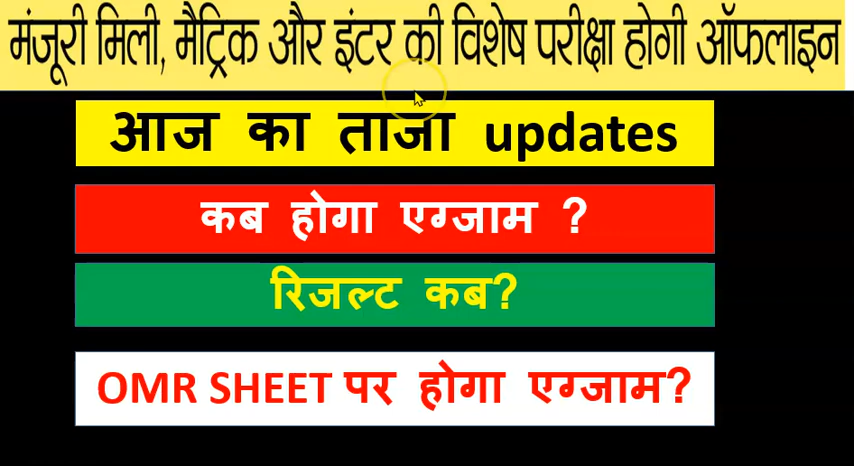 मंजूरी मिली, मैट्रिक और इंटर की विशेष परीक्षा होगी ऑफलाइन
आज का ताजा updates
कब होगा एग्जाम ?
रिजल्ट कब?
OMR SHEET पर होगा एग्जाम?